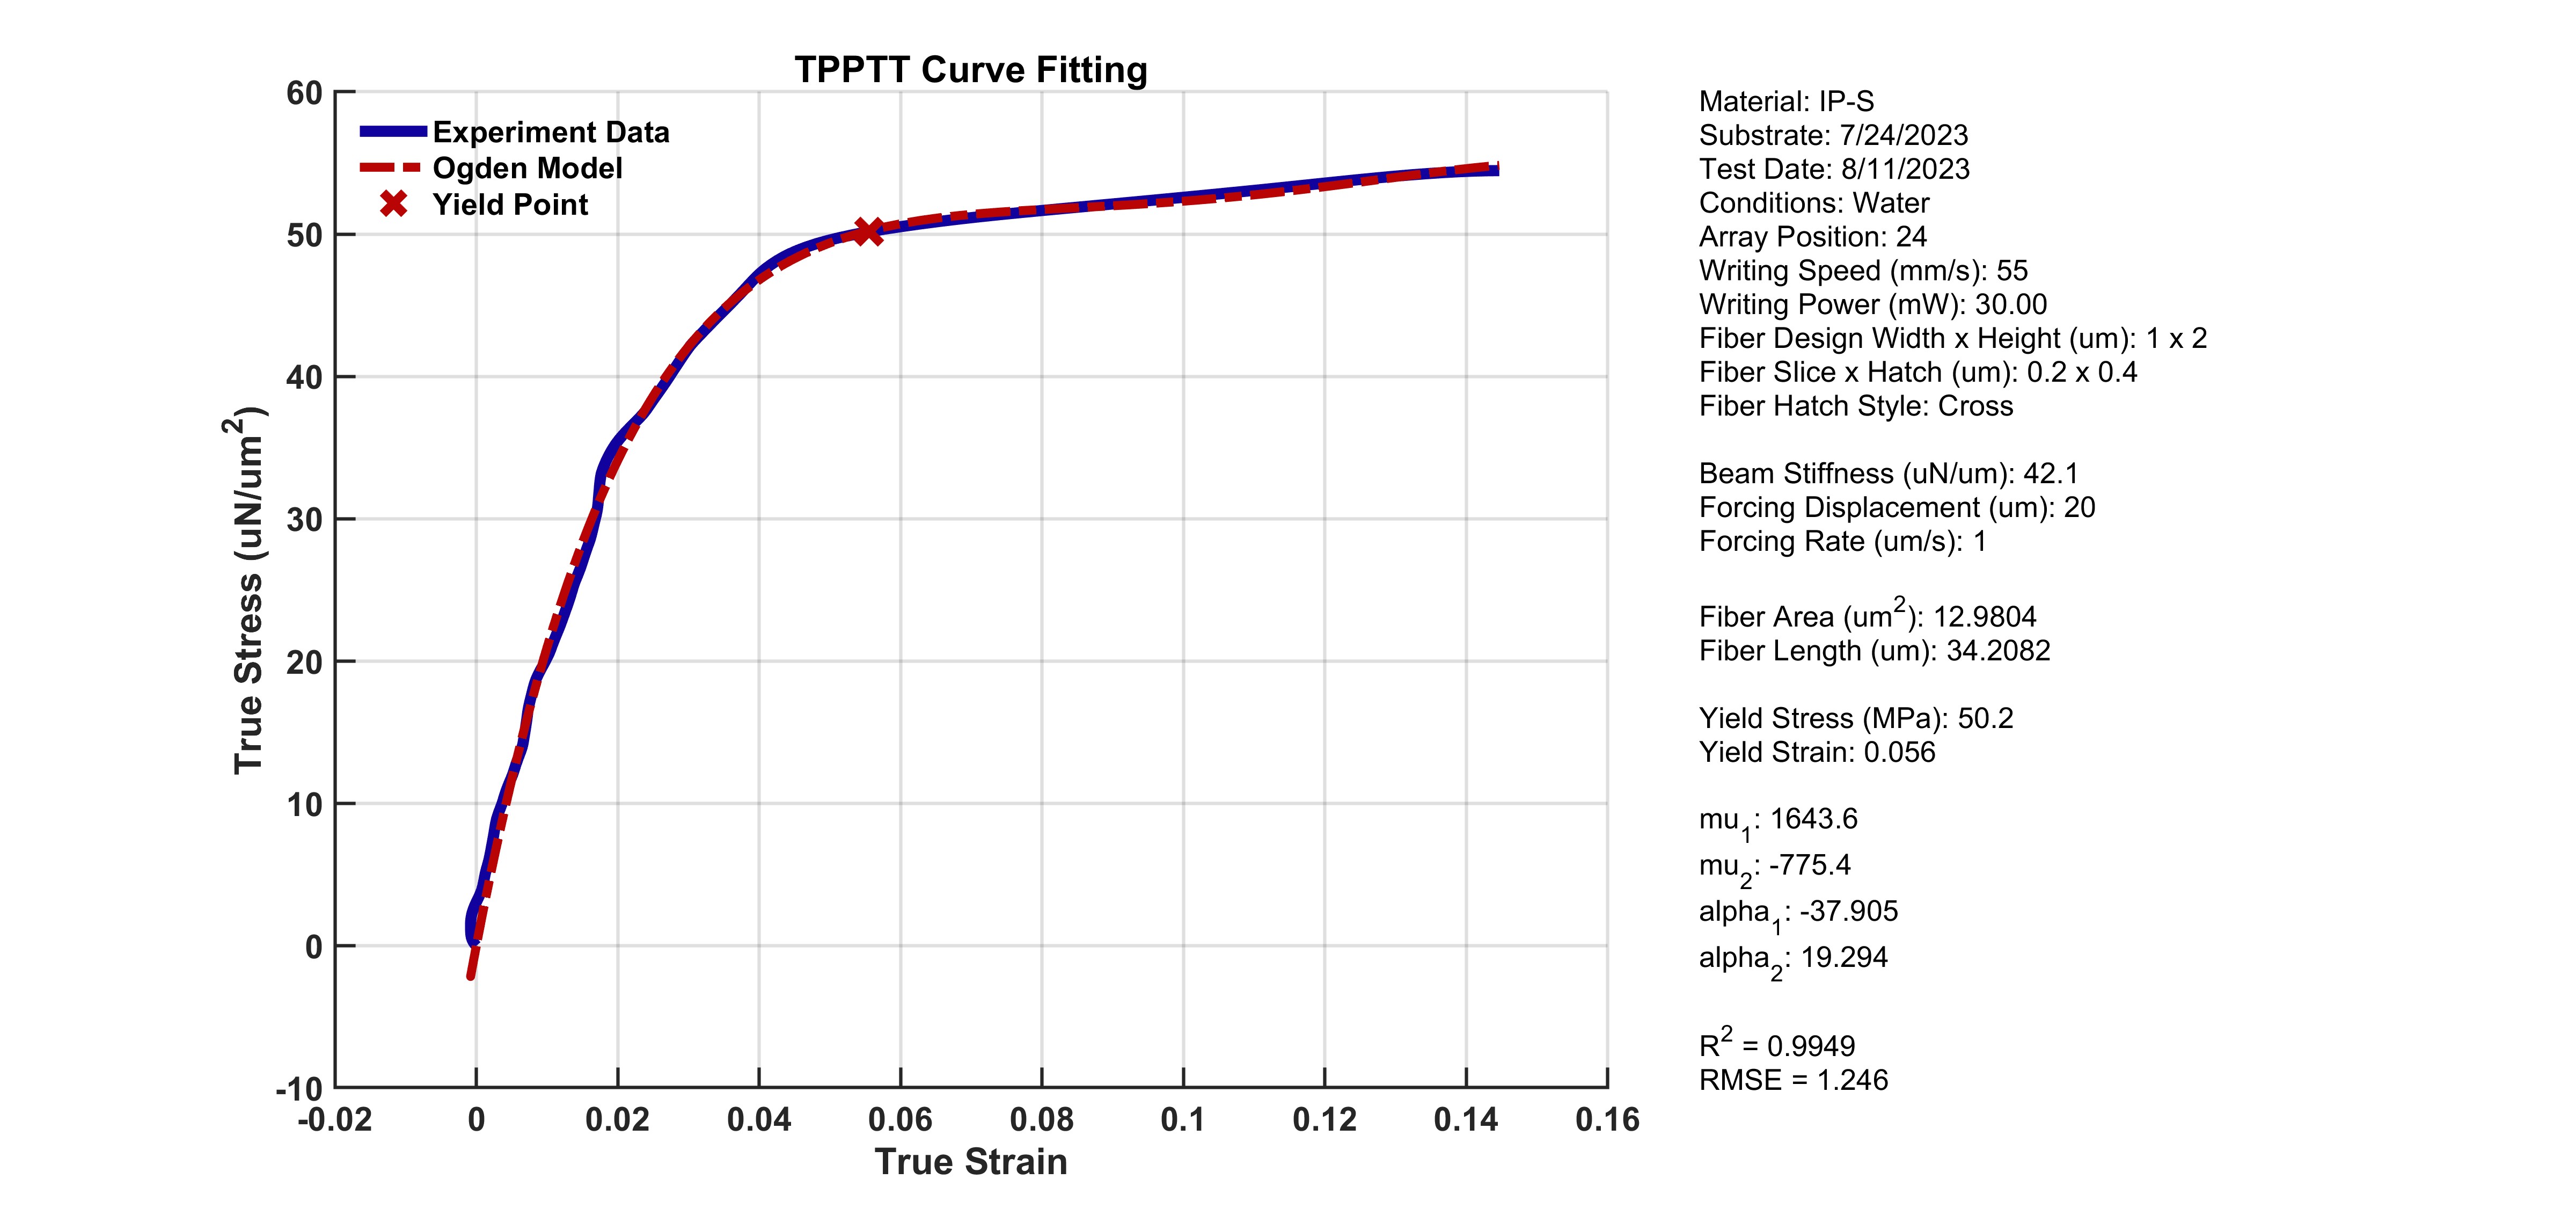 TPPTT Curve Fitting
60
50
40
30
20
10
0
-10
True Stress (uN/um²)
Experiment Data
Ogden Model
Yield Point
-0.02 0 0.02 0.04 0.06 0.08 0.1 0.12 0.14 0.16
True Strain
Material: IP-S
Substrate: 7/24/2023
Test Date: 8/11/2023
Conditions: Water
Array Position: 24
Writing Speed (mm/s): 55
Writing Power (mW): 30.00
Fiber Design Width x Height (um): 1 x 2
Fiber Slice x Hatch (um): 0.2 x 0.4
Fiber Hatch Style: Cross
Beam Stiffness (uN/um): 42.1
Forcing Displacement (um): 20
Forcing Rate (um/s): 1
Fiber Area (um²): 12.9804
Fiber Length (um): 34.2082
Yield Stress (MPa): 50.2
Yield Strain: 0.056
mu₁: 1643.6
mu₂: -775.4
alpha₁: -37.905
alpha₂: 19.294
R² = 0.9949
RMSE = 1.246